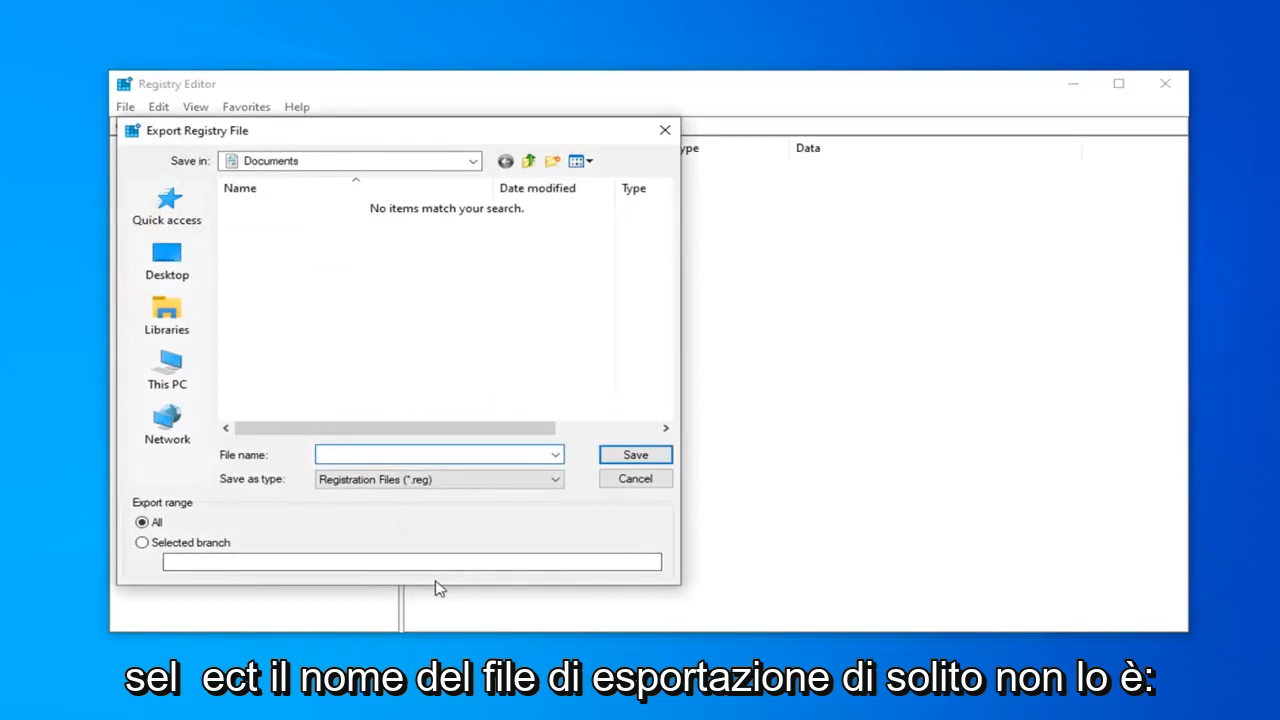 Registry Editor
File Edit View Favorites Help
Export Registry File
Save in: Documents
ype Data
Name Date modified Type
No items match your search.
Quick access
Desktop
Libraries
This PC
Network
File name: Save
Save as type: Registration Files (*.reg) Cancel
Export range
All
Selected branch
sel ect il nome del file di esportazione di solito non lo è: